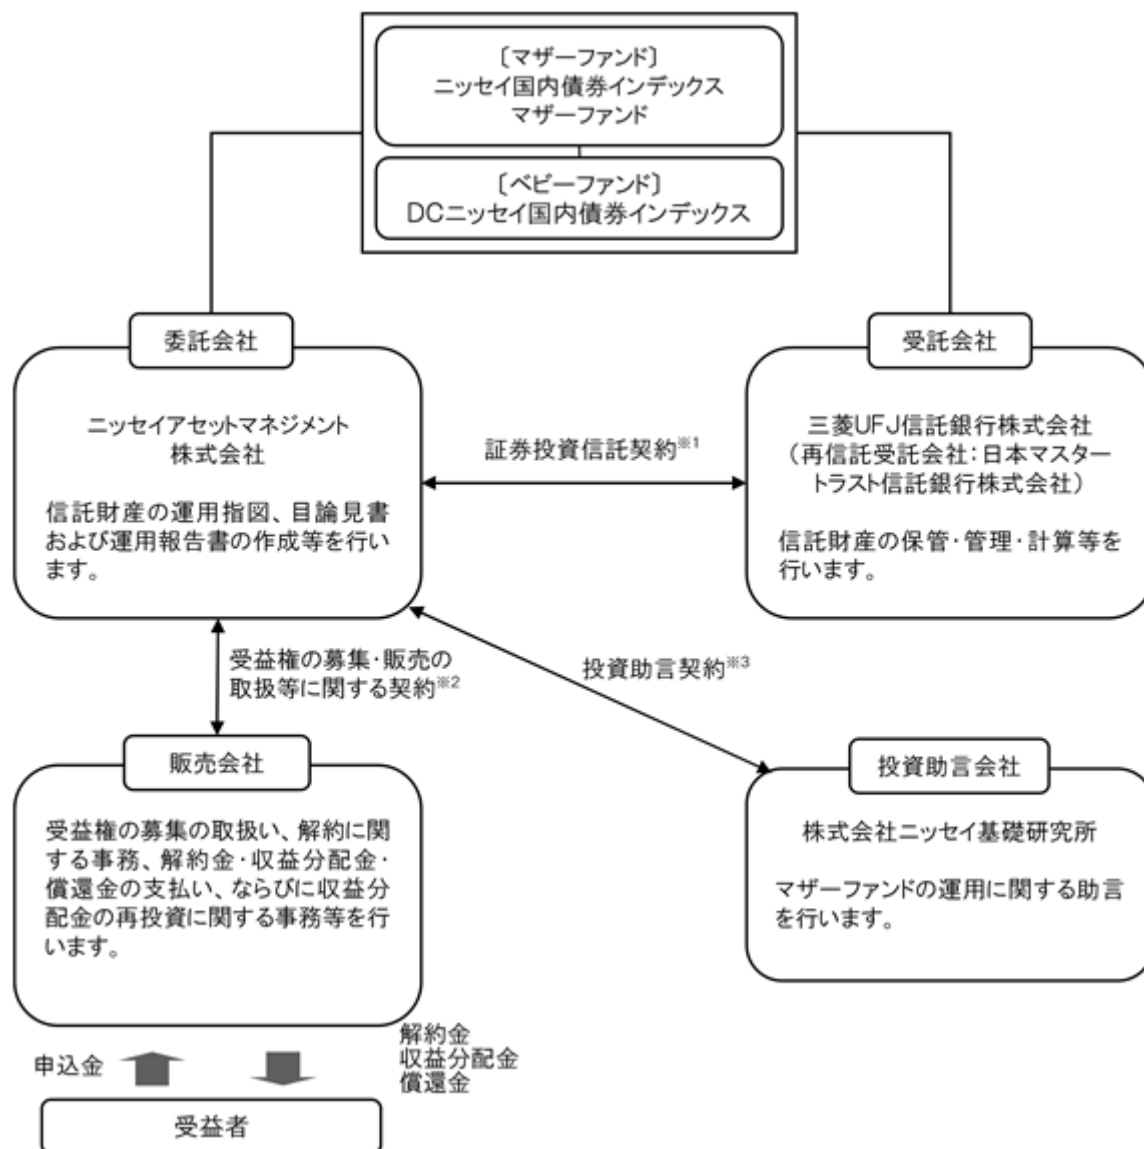 〔マザーファンド〕
ニッセイ国内債券インデックス
マザーファンド
〔ベビーファンド〕
DCニッセイ国内債券インデックス
委託会社
ニッセイアセットマネジメント
株式会社
信託財産の運用指図、目論見書
および運用報告書の作成等を行い
ます。
証券投資信託契約※1
受託会社
三菱UFJ信託銀行株式会社
（再信託受託会社：日本マスター
トラスト信託銀行株式会社）
信託財産の保管・管理・計算等を
行います。
受益権の募集・販売の
取扱等に関する契約※2
投資助言契約※3
販売会社
受益権の募集の取扱い、解約に関
する事務、解約金・収益分配金・
償還金の支払い、ならびに収益分
配金の再投資に関する事務等を行
います。
投資助言会社
株式会社ニッセイ基礎研究所
マザーファンドの運用に関する助言
を行います。
申込金
解約金
収益分配金
償還金
受益者